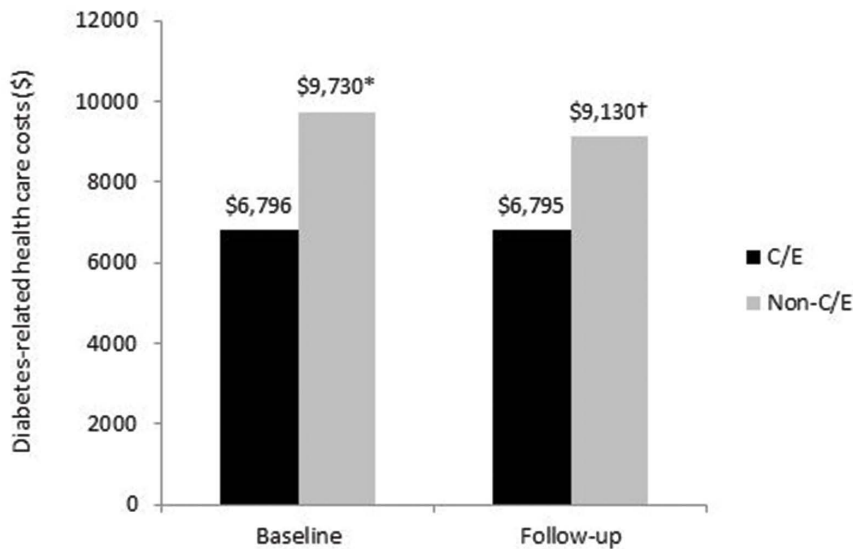 Diabetes-related health care costs($)
12000
10000
8000
6000
4000
2000
0
$6,796
$9,730*
$6,795
$9,130†
Baseline
Follow-up
C/E
Non-C/E